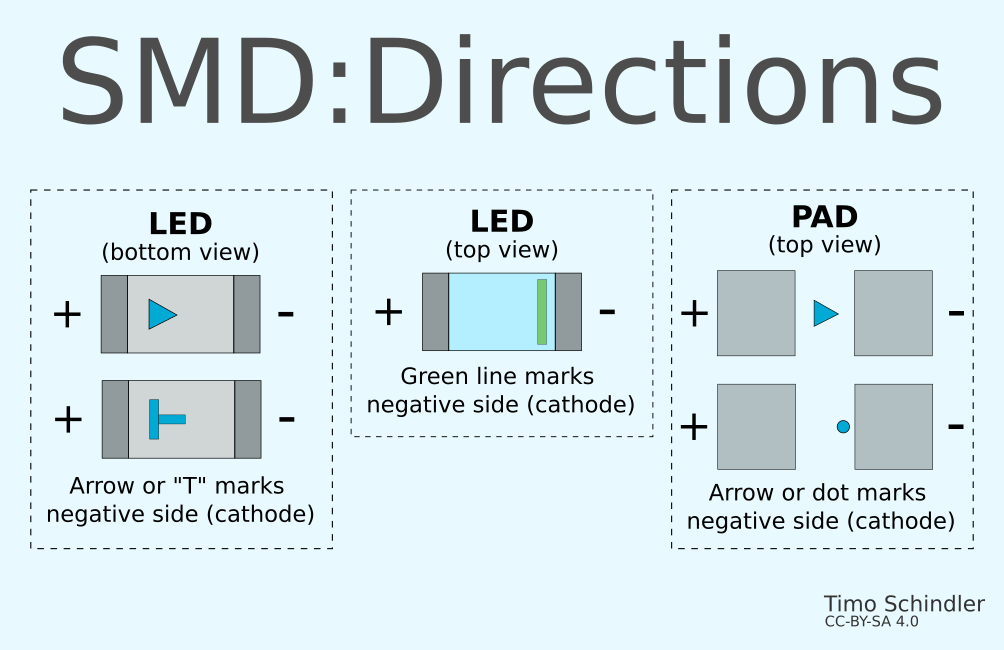 SMD:Directions
LED
(bottom view)
+ -
+ -
Arrow or "T" marks
negative side (cathode)
LED
(top view)
+ -
Green line marks
negative side (cathode)
PAD
(top view)
+ -
+ -
Arrow or dot marks
negative side (cathode)
Timo Schindler
CC-BY-SA 4.0